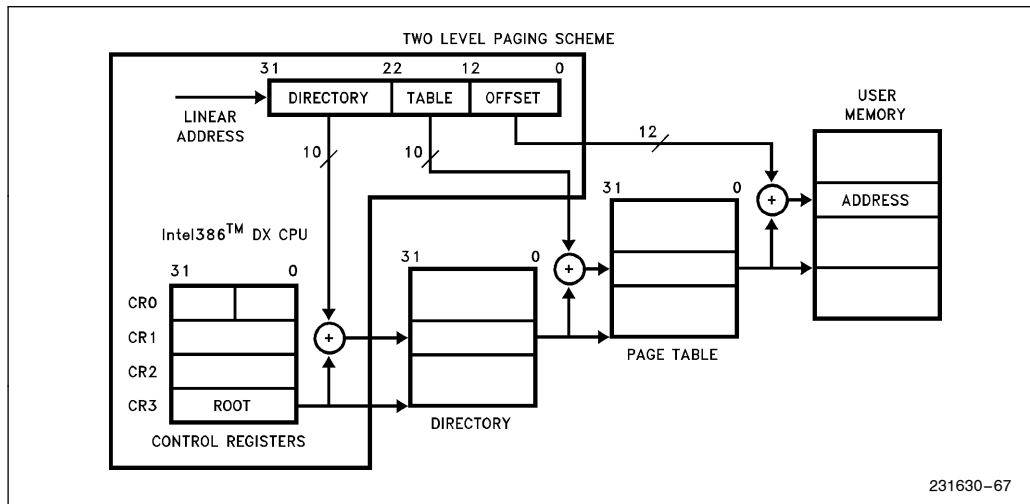 TWO LEVEL PAGING SCHEME
31 22 12 0
DIRECTORY TABLE OFFSET
LINEAR
ADDRESS
USER
MEMORY
10 10 12
31 0
ADDRESS
Intel386™ DX CPU
31 0
31 0
CR0
CR1
CR2
CR3 ROOT
PAGE TABLE
DIRECTORY
CONTROL REGISTERS
+
+
+
231630-67